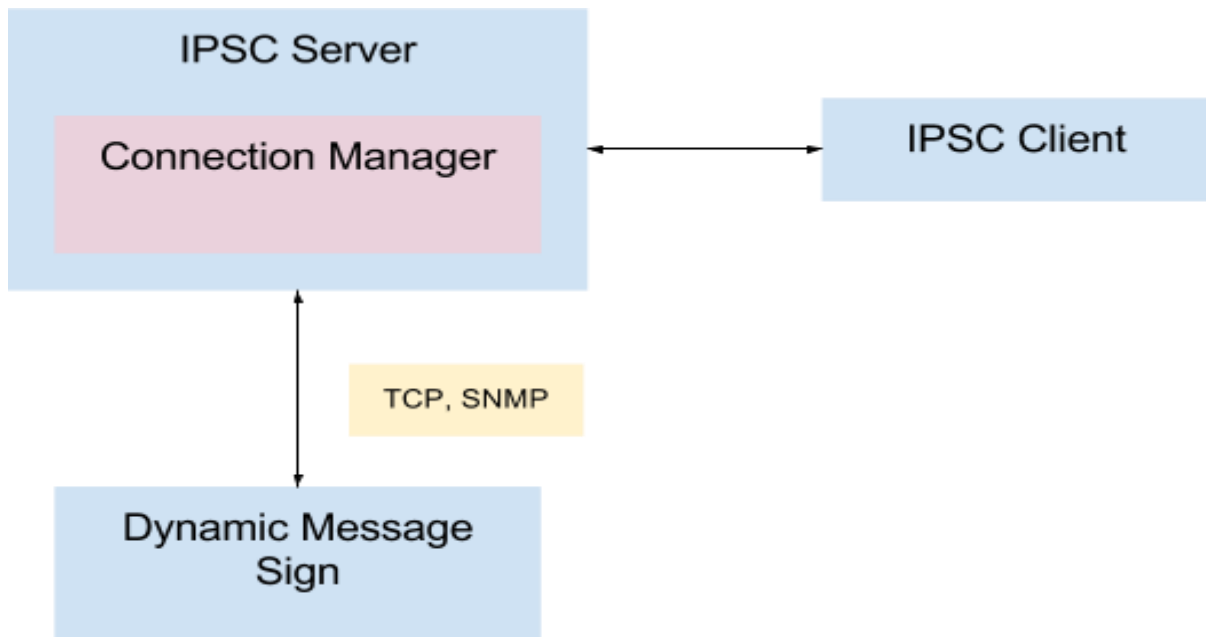 IPSC Server
Connection Manager
IPSC Client
TCP, SNMP
Dynamic Message
Sign